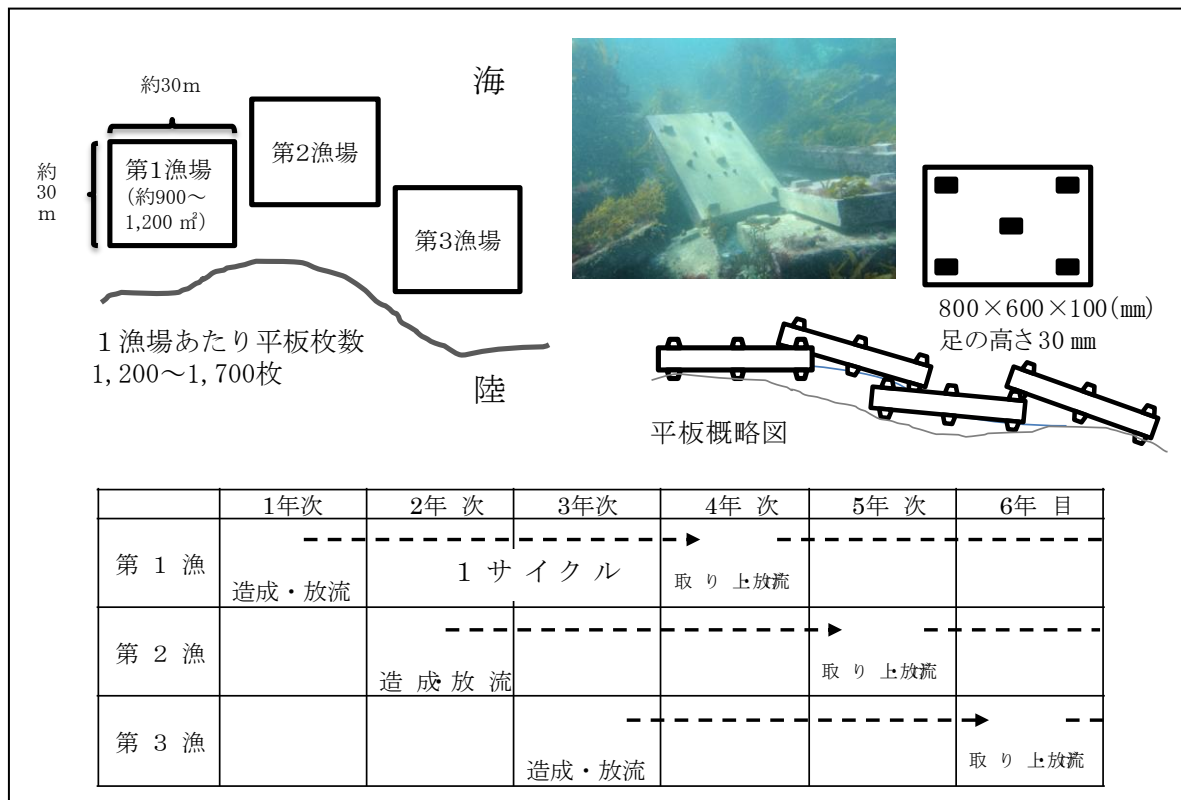 海
約30m
約
30
m
第1漁場
(約900～
1,200 ㎡)
第2漁場
第3漁場
1漁場あたり平板枚数
1,200～1,700枚
陸
800×600×100(mm)
足の高さ30 mm
平板概略図
1年次 2年 次 3年次 4年 次 5年 次 6年 目
第 1 漁
造成・放流
1 サ イ ク ル
取 り 上 放流
第 2 漁
造 成・放 流
取 り 上 放流
第 3 漁
造成・放流
取 り 上 放流